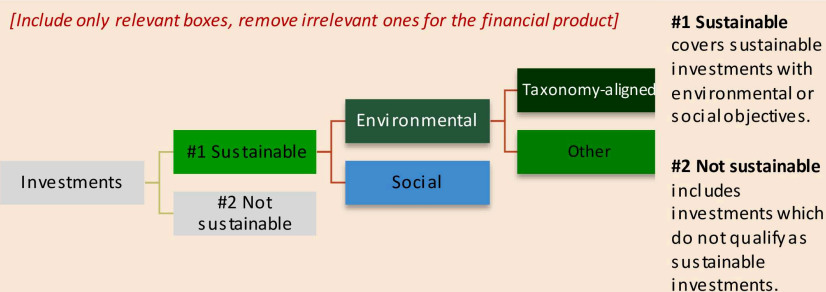 [Include only relevant boxes, remove irrelevant ones for the financial product]
Investments
#1 Sustainable
#2 Not
sustainable
Environmental
Social
Taxonomy-aligned
Other
#1 Sustainable
covers sustainable
investments with
environmental or
social objectives.
#2 Not sustainable
includes
investments which
do not qualify as
sustainable
investments.